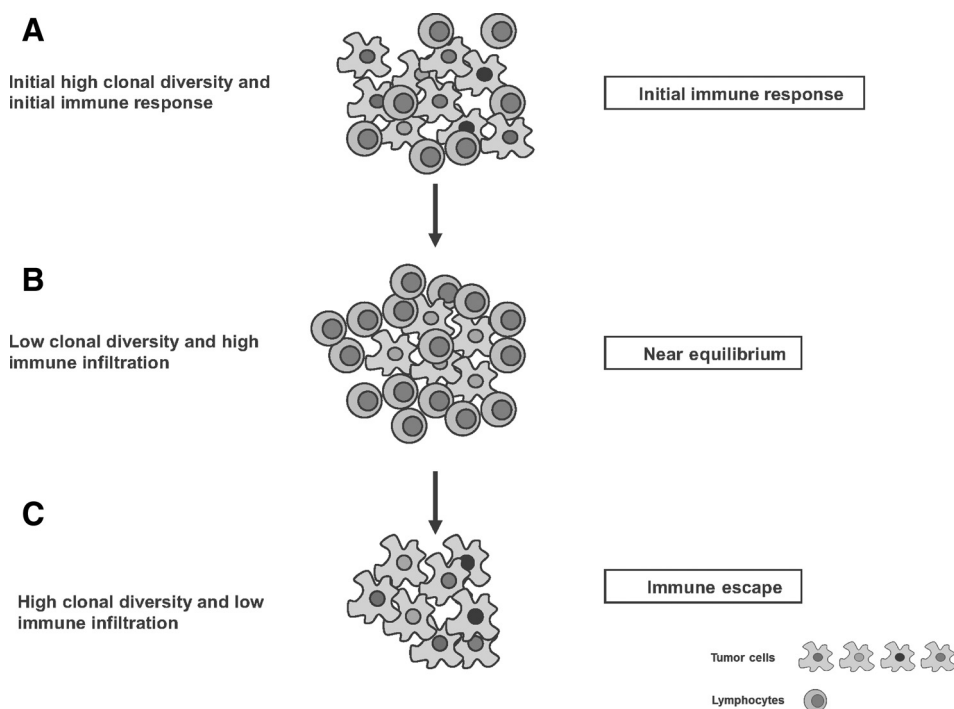 A
Initial high clonal diversity and
initial immune response
Initial immune response
B
Low clonal diversity and high
immune infiltration
Near equilibrium
C
High clonal diversity and low
immune infiltration
Immune escape
Tumor cells
Lymphocytes